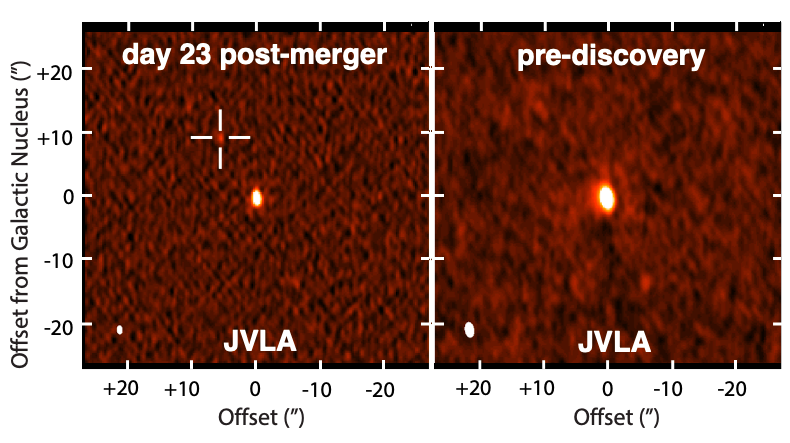 day 23 post-merger
pre-discovery
Offset from Galactic Nucleus (”)
+20
+10
0
-10
-20
JVLA
JVLA
+20 +10 0 -10 -20
+20 +10 0 -10 -20
Offset (”)
Offset (”)